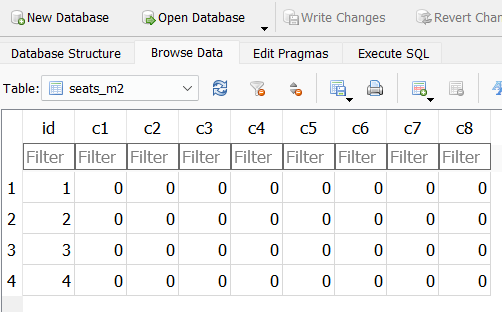 New Database Open Database Write Changes Revert Chan
Database Structure Browse Data Edit Pragmas Execute SQL
Table: seats_m2
id c1 c2 c3 c4 c5 c6 c7 c8
Filter Filter Filter Filter Filter Filter Filter Filter Filter
1 1 0 0 0 0 0 0 0 0
2 2 0 0 0 0 0 0 0 0
3 3 0 0 0 0 0 0 0 0
4 4 0 0 0 0 0 0 0 0